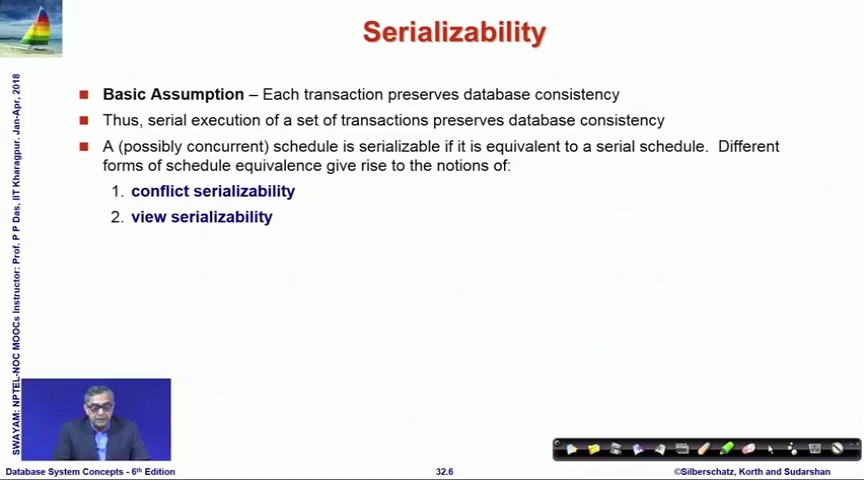 Serializability
Basic Assumption – Each transaction preserves database consistency
Thus, serial execution of a set of transactions preserves database consistency
A (possibly concurrent) schedule is serializable if it is equivalent to a serial schedule. Different
forms of schedule equivalence give rise to the notions of:
1. conflict serializability
2. view serializability
SWAYAM: NPTEL-NOC MOOCs Instructor: Prof. P P Das, IIT Kharagpur. Jan-Apr, 2018
Database System Concepts - 6th Edition
32.6
©Silberschatz, Korth and Sudarshan